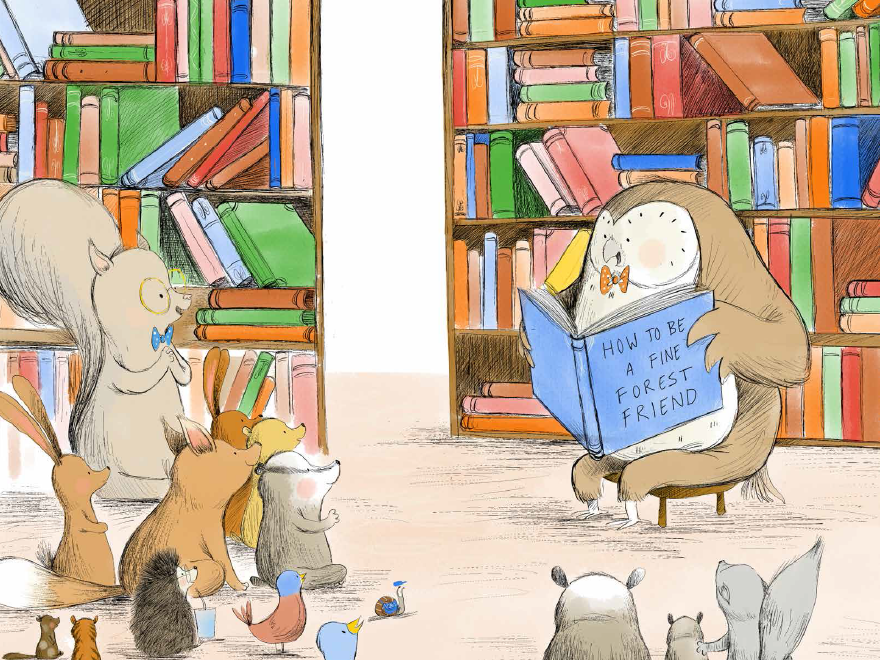 HOW TO BE
A FINE
FOREST
FRIEND